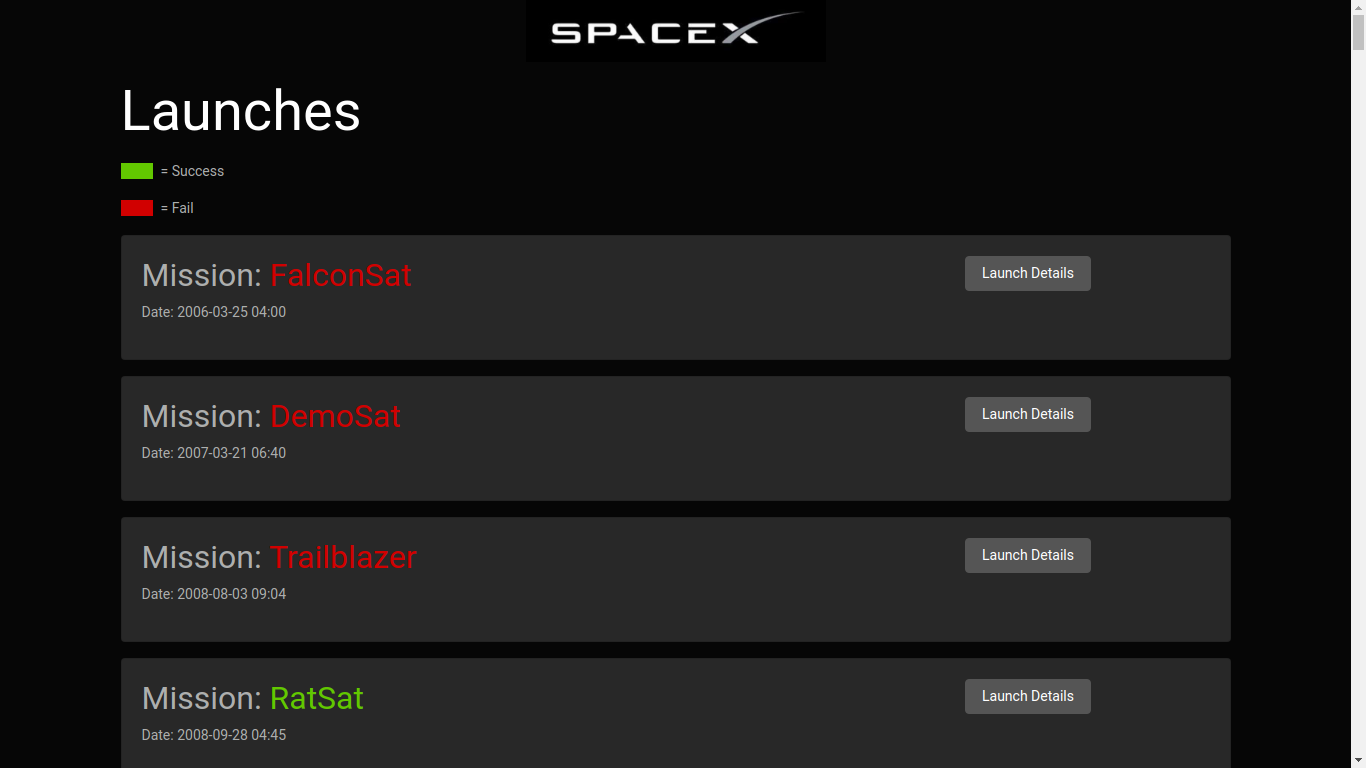 SPACEX
Launches
= Success
= Fail
Mission: FalconSat
Launch Details
Date: 2006-03-25 04:00
Mission: DemoSat
Launch Details
Date: 2007-03-21 06:40
Mission: Trailblazer
Launch Details
Date: 2008-08-03 09:04
Mission: RatSat
Launch Details
Date: 2008-09-28 04:45